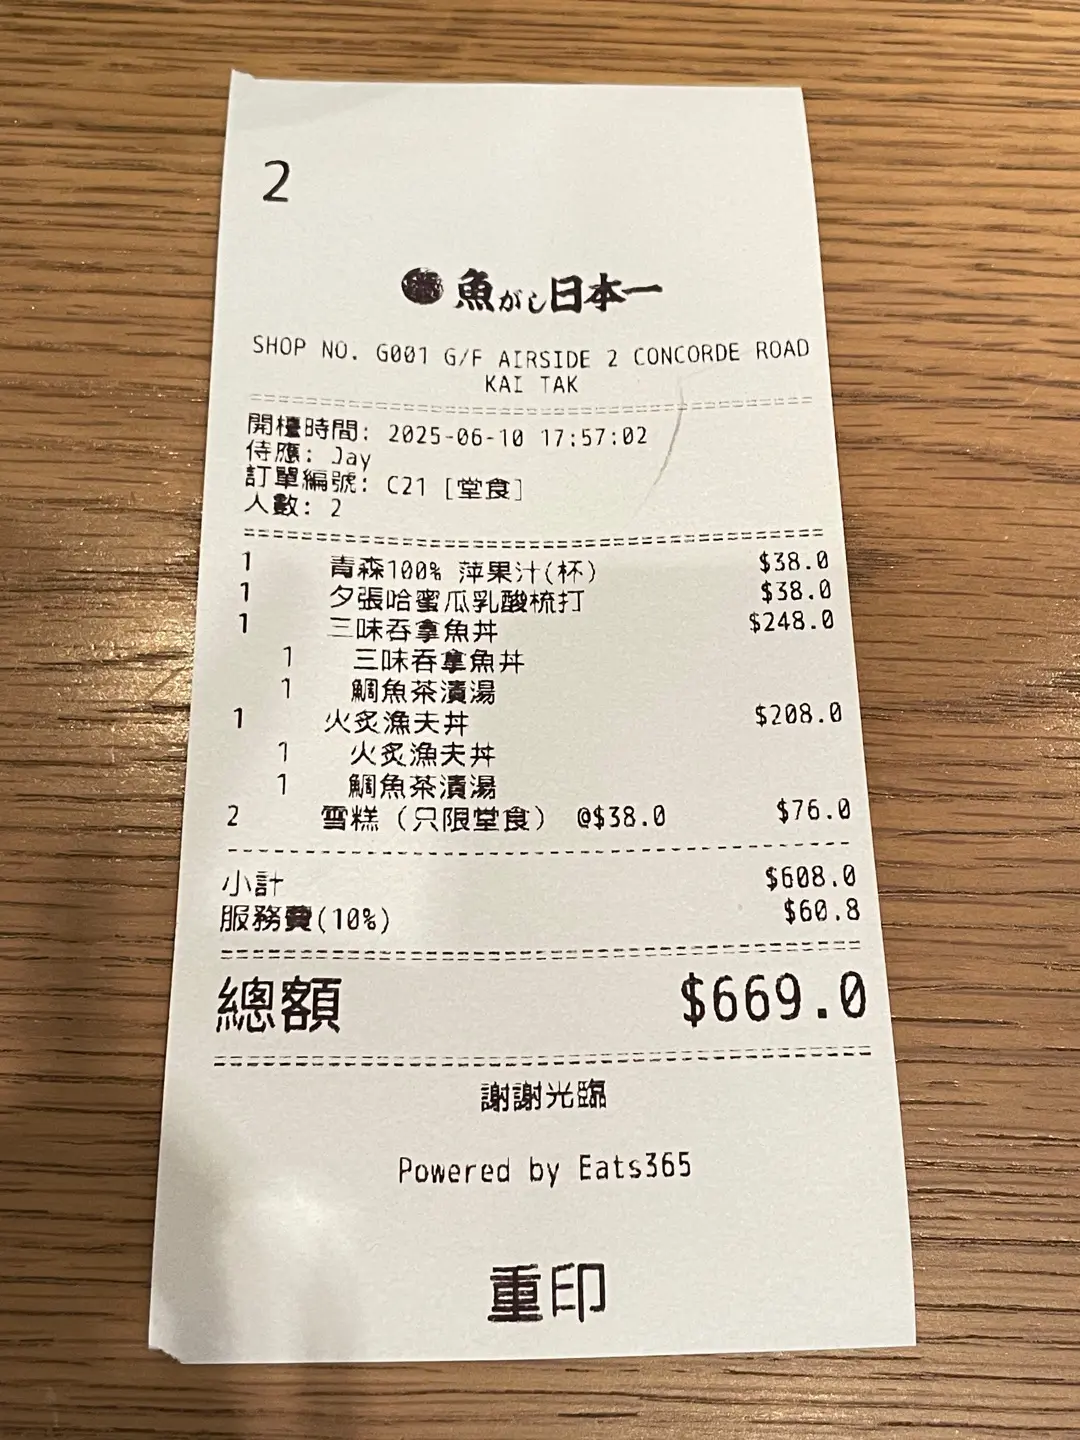 2
魚がし日本一
SHOP NO. G001 G/F AIRSIDE 2 CONCORDE ROAD
KAI TAK
開檯時間: 2025-06-10 17:57:02
侍應: Jay
訂單編號: C21 [堂食]
人數: 2
1 青森100% 萍果汁(杯) $38.0
1 夕張哈蜜瓜乳酸梳打 $38.0
1 三味吞拿魚丼 $248.0
1 三味吞拿魚丼
1 鯛魚茶漬湯
1 火炙漁夫丼 $208.0
1 火炙漁夫丼
1 鯛魚茶漬湯
2 雪糕（只限堂食） @$38.0 $76.0
小計 $608.0
服務費(10%) $60.8
總額 $669.0
謝謝光臨
Powered by Eats365
重印